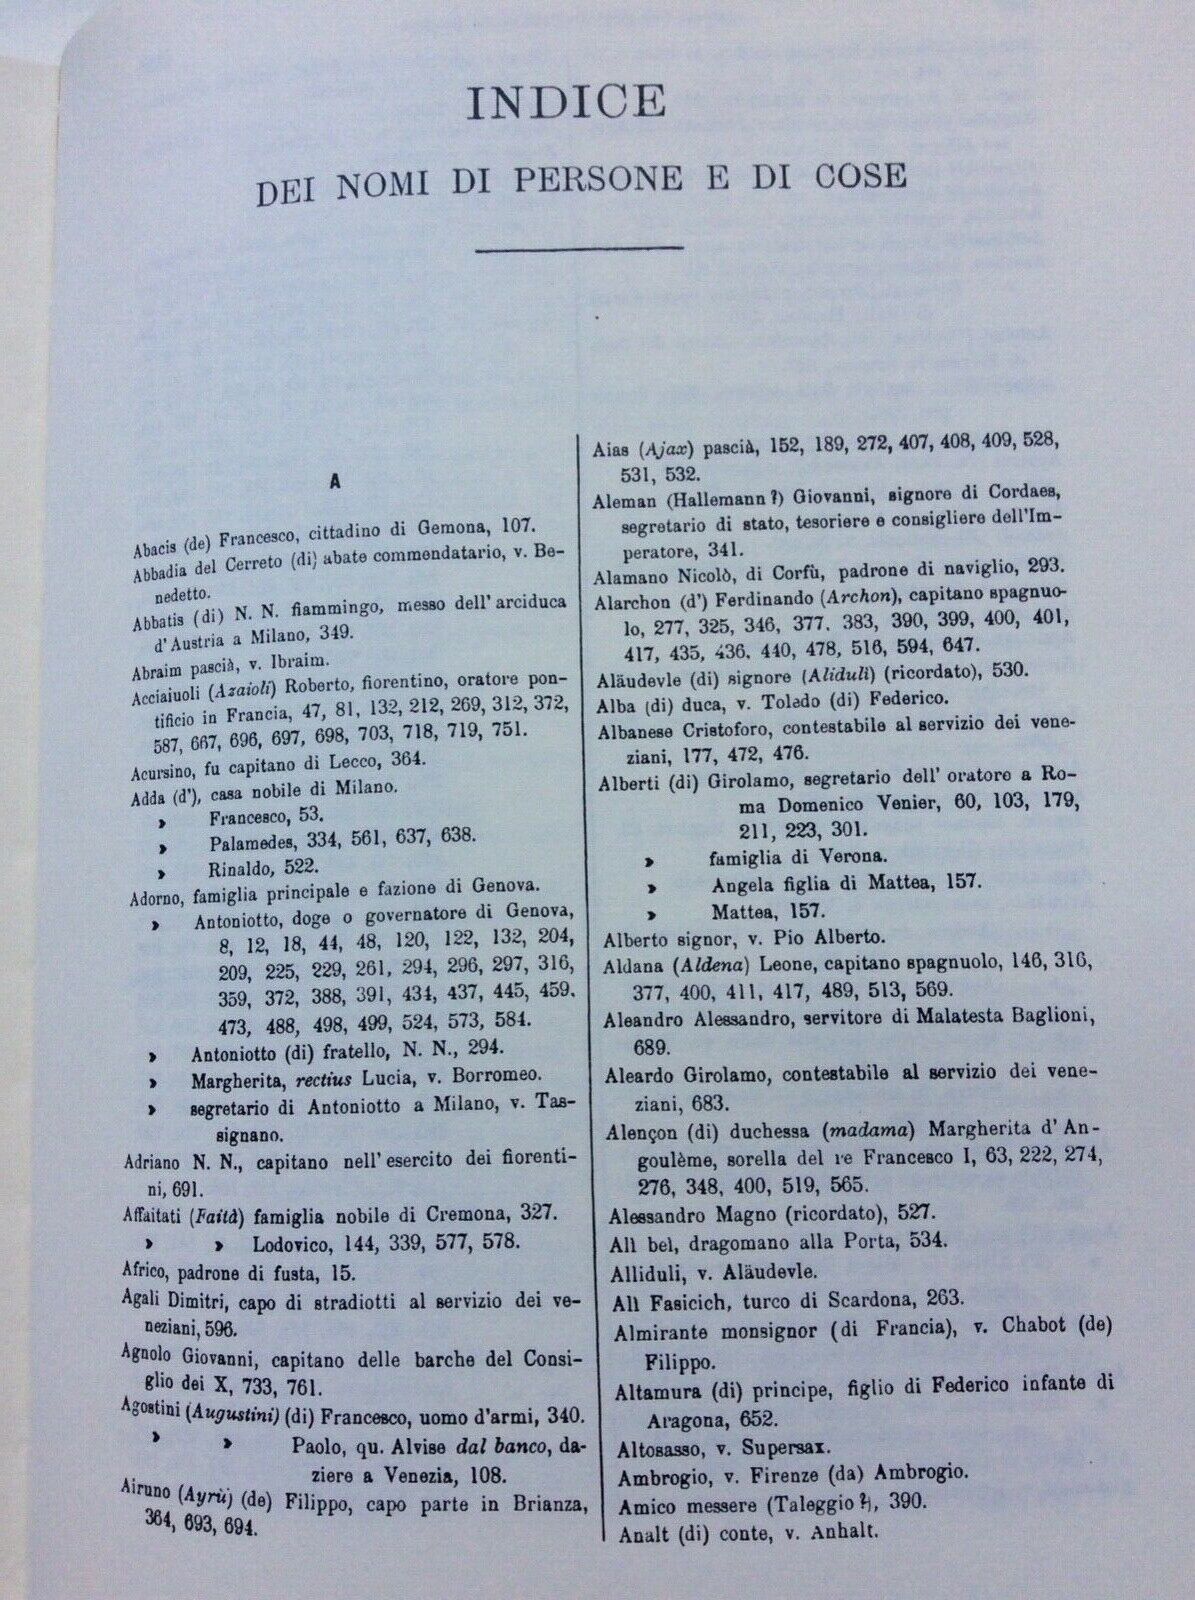 INDICE
DEI NOMI DI PERSONE E DI COSE
A
Abacis (de) Francesco, cittadino di Gemona, 107.
Abbadia del Cerreto (di) abate commendatario, v. Be-
nedetto.
Abbatis (di) N. N. fiammingo, messo dell' arciduca
d' Austria a Milano, 349.
Abraim pascià, v. Ibraim.
Acciaiuoli (Azaioli) Roberto, fiorentino, oratore pon-
tificio in Francia, 47, 81, 132, 212, 269, 312, 372,
587, 667, 696, 697, 698, 703, 718, 719, 751.
Acursino, fu capitano di Lecco, 364.
Adda (d'), casa nobile di Milano.
› Francesco, 53.
› Palamedes, 334, 561, 637, 638.
› Rinaldo, 522.
Adorno, famiglia principale e fazione di Genova.
› Antoniotto, doge o governatore di Genova,
8, 12, 18, 44, 48, 120, 122, 132, 204,
209, 225, 229, 261, 294, 296, 297, 316,
359, 372, 388, 391, 434, 437, 445, 459.
473, 488, 498, 499, 524, 573, 584.
› Antoniotto (di) fratello, N. N., 294.
› Margherita, rectius Lucia, v. Borromeo.
› segretario di Antoniotto a Milano, v. Tas-
signano.
Adriano N. N., capitano nell' esercito dei fiorenti-
ni, 691.
Affaitati (Faità) famiglia nobile di Cremona, 327.
› › Lodovico, 144, 339, 577, 578.
Africo, padrone di fusta, 15.
Agali Dimitri, capo di stradiotti al servizio dei ve-
neziani, 596.
Agnolo Giovanni, capitano delle barche del Consi-
glio dei X, 733, 761.
Agostini (Augustini) (di) Francesco, uomo d'armi, 340.
› › Paolo, qu. Alvise dal banco, da-
ziere a Venezia, 108.
Airuno (Ayrù) (de) Filippo, capo parte in Brianza,
364, 693, 694.
Aias (Ajax) pascià, 152, 189, 272, 407, 408, 409, 528,
531, 532.
Aleman (Hallemann?) Giovanni, signore di Cordaes,
segretario di stato, tesoriere e consigliere dell'Im-
peratore, 341.
Alamano Nicolò, di Corfù, padrone di naviglio, 293.
Alarchon (d') Ferdinando (Archon), capitano spagnuo-
lo, 277, 325, 346, 377. 383, 390, 399, 400, 401,
417, 435, 436. 440, 478, 516, 594, 647.
Alāudevle (di) signore (Aliduli) (ricordato), 530.
Alba (di) duca, v. Toledo (di) Federico.
Albanese Cristoforo, contestabile al servizio dei vene-
ziani, 177, 472, 476.
Alberti (di) Girolamo, segretario dell' oratore a Ro-
ma Domenico Venier, 60, 103, 179,
211, 223, 301.
› famiglia di Verona.
› Angela figlia di Mattea, 157.
› Mattea, 157.
Alberto signor, v. Pio Alberto.
Aldana (Aldena) Leone, capitano spagnuolo, 146, 316,
377, 400, 411, 417, 489, 513, 569.
Aleandro Alessandro, servitore di Malatesta Baglioni,
689.
Aleardo Girolamo, contestabile al servizio dei vene-
ziani, 683.
Alençon (di) duchessa (madama) Margherita d' An-
goulème, sorella del re Francesco I, 63, 222, 274,
276, 348, 400, 519, 565.
Alessandro Magno (ricordato), 527.
Alì bei, dragomano alla Porta, 534.
Alliduli, v. Alāudevle.
Alì Fasicich, turco di Scardona, 263.
Almirante monsignor (di Francia), v. Chabot (de)
Filippo.
Altamura (di) principe, figlio di Federico infante di
Aragona, 652.
Altosasso, v. Supersax.
Ambrogio, v. Firenze (da) Ambrogio.
Amico messere (Taleggio?), 390.
Analt (di) conte, v. Anhalt.